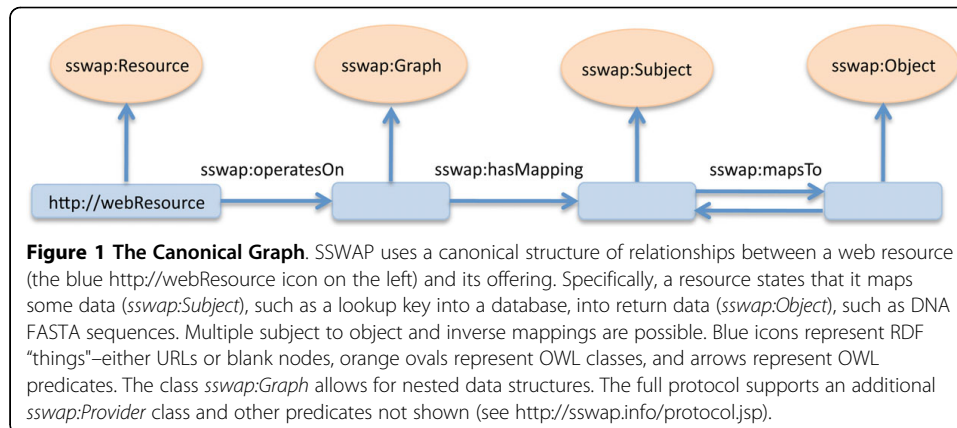 sswap:Resource
sswap:Graph
sswap:Subject
sswap:Object
sswap:operatesOn
sswap:hasMapping
sswap:mapsTo
http://webResource
Figure 1 The Canonical Graph. SSWAP uses a canonical structure of relationships between a web resource
(the blue http://webResource icon on the left) and its offering. Specifically, a resource states that it maps
some data (sswap:Subject), such as a lookup key into a database, into return data (sswap:Object), such as DNA
FASTA sequences. Multiple subject to object and inverse mappings are possible. Blue icons represent RDF
“things"–either URLs or blank nodes, orange ovals represent OWL classes, and arrows represent OWL
predicates. The class sswap:Graph allows for nested data structures. The full protocol supports an additional
sswap:Provider class and other predicates not shown (see http://sswap.info/protocol.jsp).